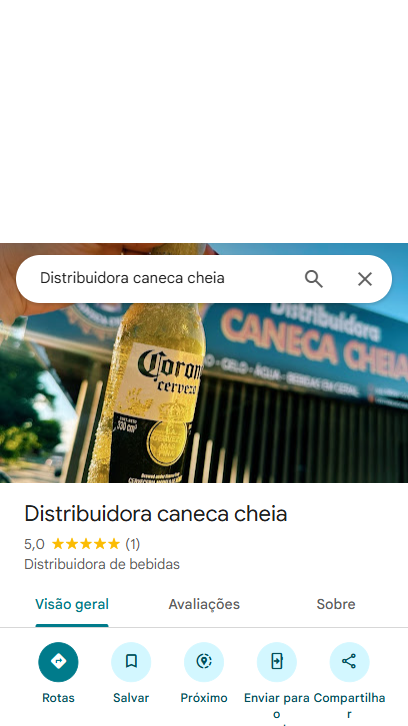 Distribuidora caneca cheia
Distribuidora
CANECA CHEIA
GELO - ÁGUA - BEBIDAS EM GERAL
Corona
cerveza
330 cm³
Distribuidora caneca cheia
5,0 ★★★★★ (1)
Distribuidora de bebidas
Visão geral Avaliações Sobre
Rotas Salvar Próximo Enviar para o Compartilhar